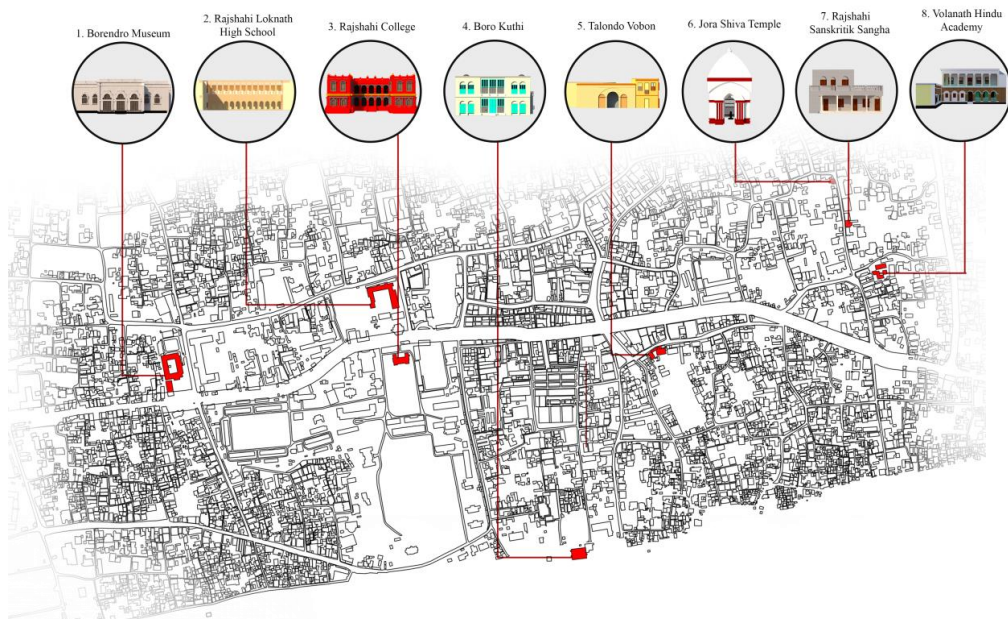 1. Borendro Museum
2. Rajshahi Loknath
High School
3. Rajshahi College
4. Boro Kuthi
5. Talondo Vobon
6. Jora Shiva Temple
7. Rajshahi
Sanskritik Sangha
8. Volanath Hindu
Academy